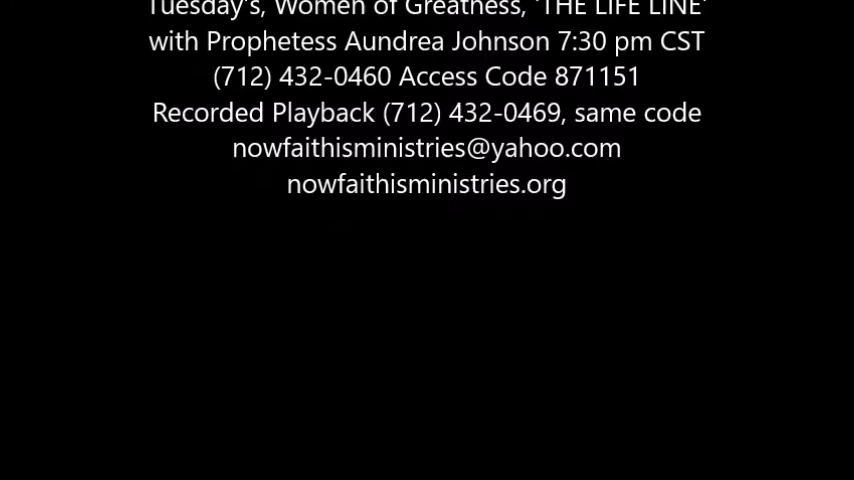 Tuesday's, Women of Greatness, 'THE LIFE LINE'
with Prophetess Aundrea Johnson 7:30 pm CST
(712) 432-0460 Access Code 871151
Recorded Playback (712) 432-0469, same code
nowfaithisministries@yahoo.com
nowfaithisministries.org